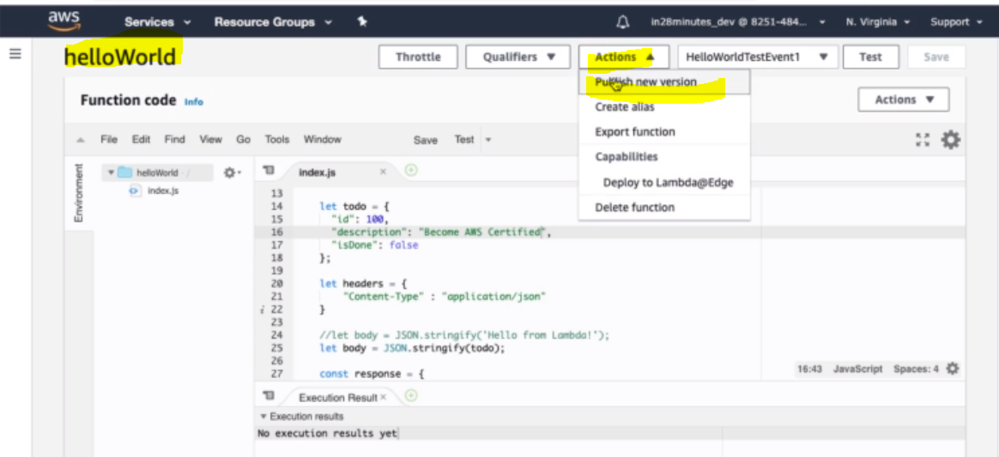 aws Services Resource Groups in28minutes_dev @ 8251-484... N. Virginia Support
helloWorld Throttle Qualifiers Actions HelloWorldTestEvent1 Test Save
Publish new version
Create alias
Export function
Capabilities
Deploy to Lambda@Edge
Delete function
Function code Info Actions
File Edit Find View Go Tools Window Save Test
Environment
helloWorld - /
index.js
index.js ×
13
14 let todo = {
15 "id": 100,
16 "description": "Become AWS Certified",
17 "isDone": false
18 };
19
20 let headers = {
21 "Content-Type" : "application/json"
i 22 }
23
24 //let body = JSON.stringify('Hello from Lambda!');
25 let body = JSON.stringify(todo);
26
27 const response = {
16:43 JavaScript Spaces: 4
Execution Result ×
Execution results
No execution results yet